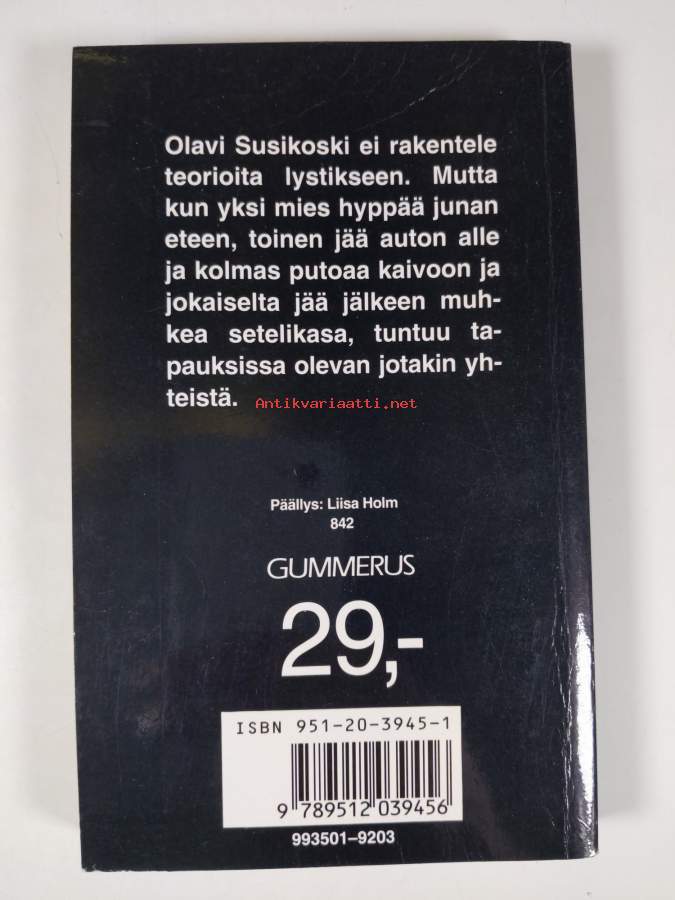 Olavi Susikoski ei rakentele
teorioita lystikseen. Mutta
kun yksi mies hyppää junan
eteen, toinen jää auton alle
ja kolmas putoaa kaivoon ja
jokaiselta jää jälkeen muh-
kea setelikasa, tuntuu ta-
pauksissa olevan jotakin yh-
teistä.
Antikvariaatti.net
Päällys: Liisa Holm
842
GUMMERUS
29,-
ISBN 951-20-3945-1
9 789512 039456
993501-9203